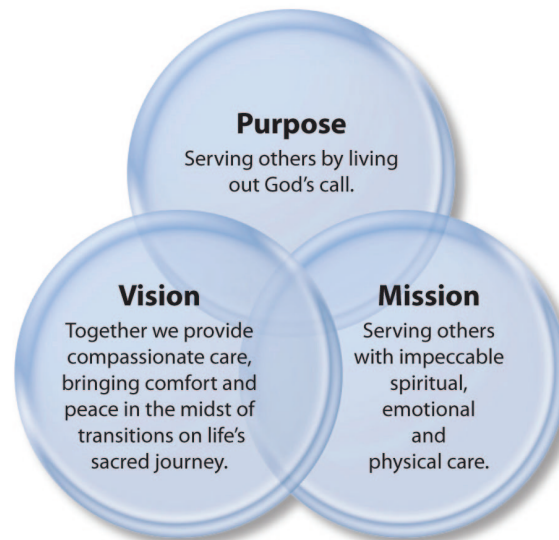 Purpose
Serving others by living
out God’s call.
Vision
Together we provide
compassionate care,
bringing comfort and
peace in the midst of
transitions on life’s
sacred journey.
Mission
Serving others
with impeccable
spiritual,
emotional
and
physical care.